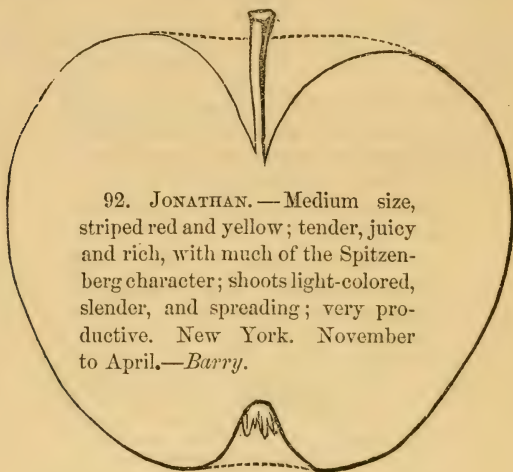 92. JONATHAN.—Medium size,
striped red and yellow; tender, juicy
and rich, with much of the Spitzen-
berg character; shoots light-colored,
slender, and spreading; very pro-
ductive. New York. November
to April.—Barry.